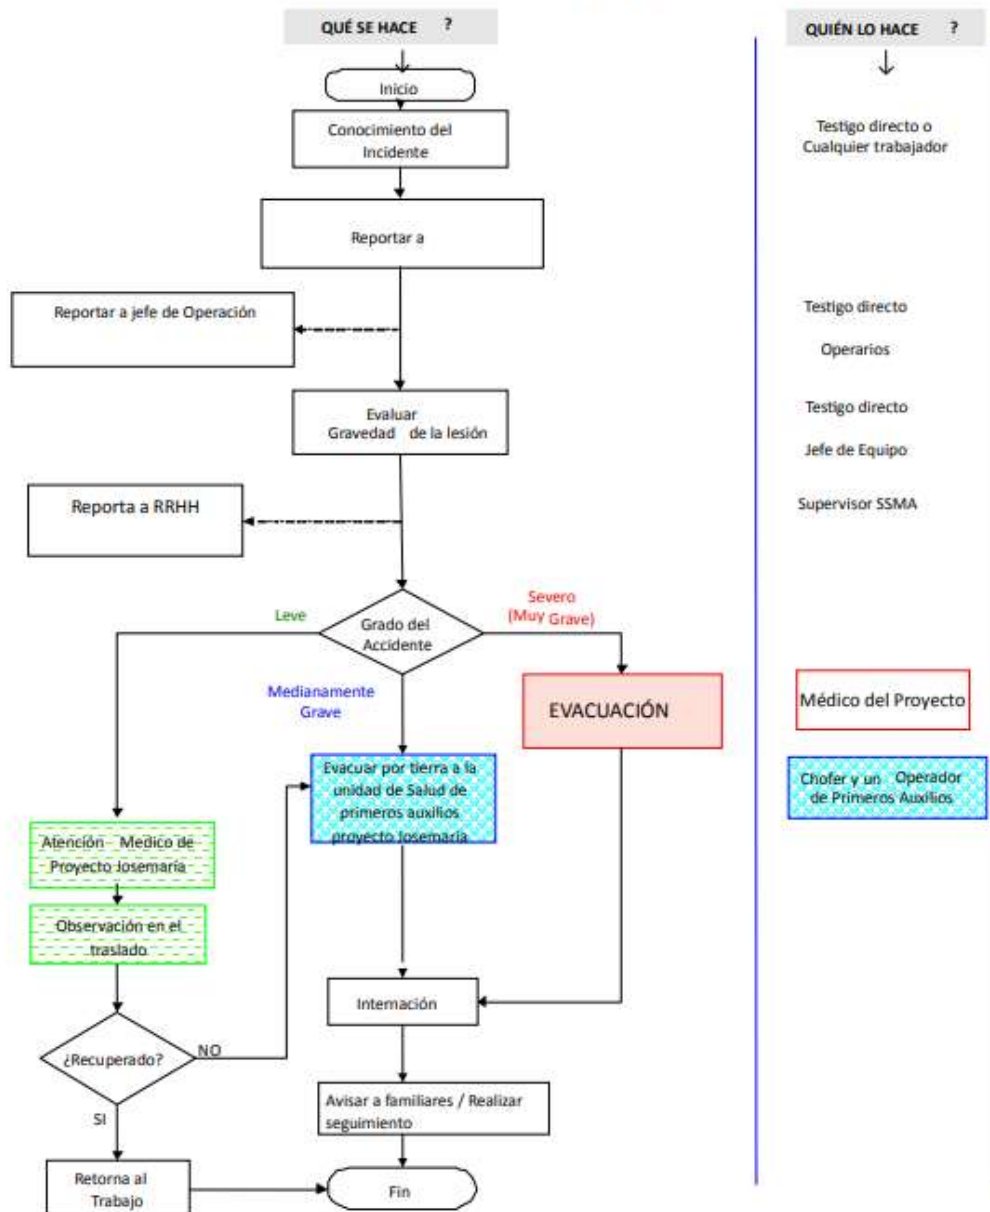 QUÉ SE HACE ?
Inicio
Conocimiento del
Incidente
Reportar a
Reportar a jefe de Operación
Evaluar
Gravedad de la lesión
Reporta a RRHH
Leve
Grado del
Accidente
Severo
(Muy Grave)
Medianamente
Grave
EVACUACIÓN
Evacuar por tierra a la
unidad de Salud de
primeros auxilios
proyecto Josemaría
Atención Medico de
Proyecto Josemaría
Observación en el
traslado
¿Recuperado?
NO
SI
Internación
Avisar a familiares / Realizar
seguimiento
Retorna al
Trabajo
Fin
QUIÉN LO HACE ?
Testigo directo o
Cualquier trabajador
Testigo directo
Operarios
Testigo directo
Jefe de Equipo
Supervisor SSMA
Médico del Proyecto
Chofer y un Operador
de Primeros Auxilios